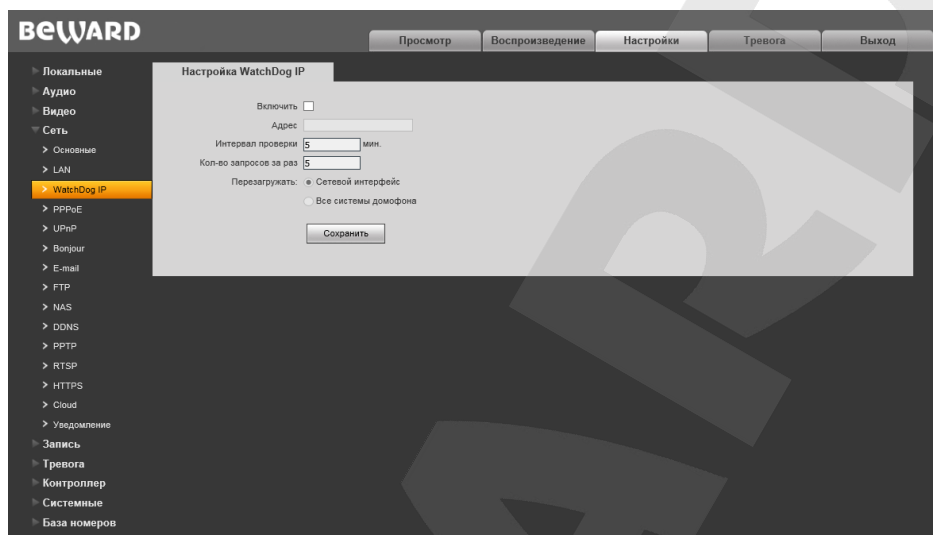 BEWARD
Просмотр Воспроизведение Настройки Тревога Выход
Локальные
Аудио
Видео
Сеть
Основные
LAN
WatchDog IP
PPPoE
UPnP
Bonjour
E-mail
FTP
NAS
DDNS
PPTP
RTSP
HTTPS
Cloud
Уведомление
Запись
Тревога
Контроллер
Системные
База номеров
Настройка WatchDog IP
Включить
Адрес
Интервал проверки 5 мин.
Кол-во запросов за раз 5
Перезагружать: Сетевой интерфейс
Все системы домофона
Сохранить